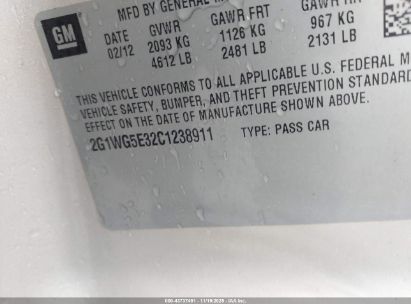 MFD BY GENERAL
GM
DATE GVWR GAWR FRT GAWR RR
02/12 2093 KG 1126 KG 967 KG
4612 LB 2481 LB 2131 LB
THIS VEHICLE CONFORMS TO ALL APPLICABLE U.S. FEDERAL M
VEHICLE SAFETY, BUMPER, AND THEFT PREVENTION STANDARD
EFFECT ON THE DATE OF MANUFACTURE SHOWN ABOVE.
2G1WG5E32C1238911 TYPE: PASS CAR